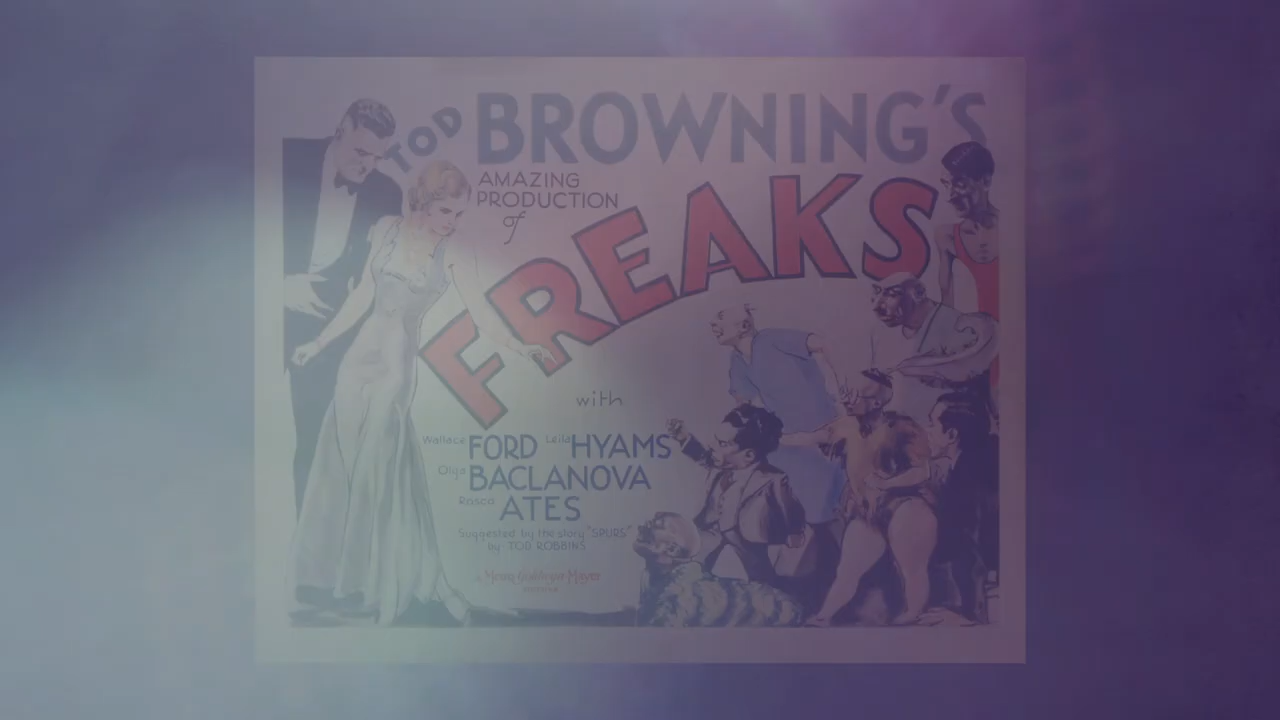 TOD BROWNING'S
AMAZING
PRODUCTION
of
FREAKS
with
Wallace FORD Leila HYAMS
Olga BACLANOVA
Rosco ATES
Suggested by the story "SPURS"
by TOD ROBBINS
a Metro Goldwyn Mayer